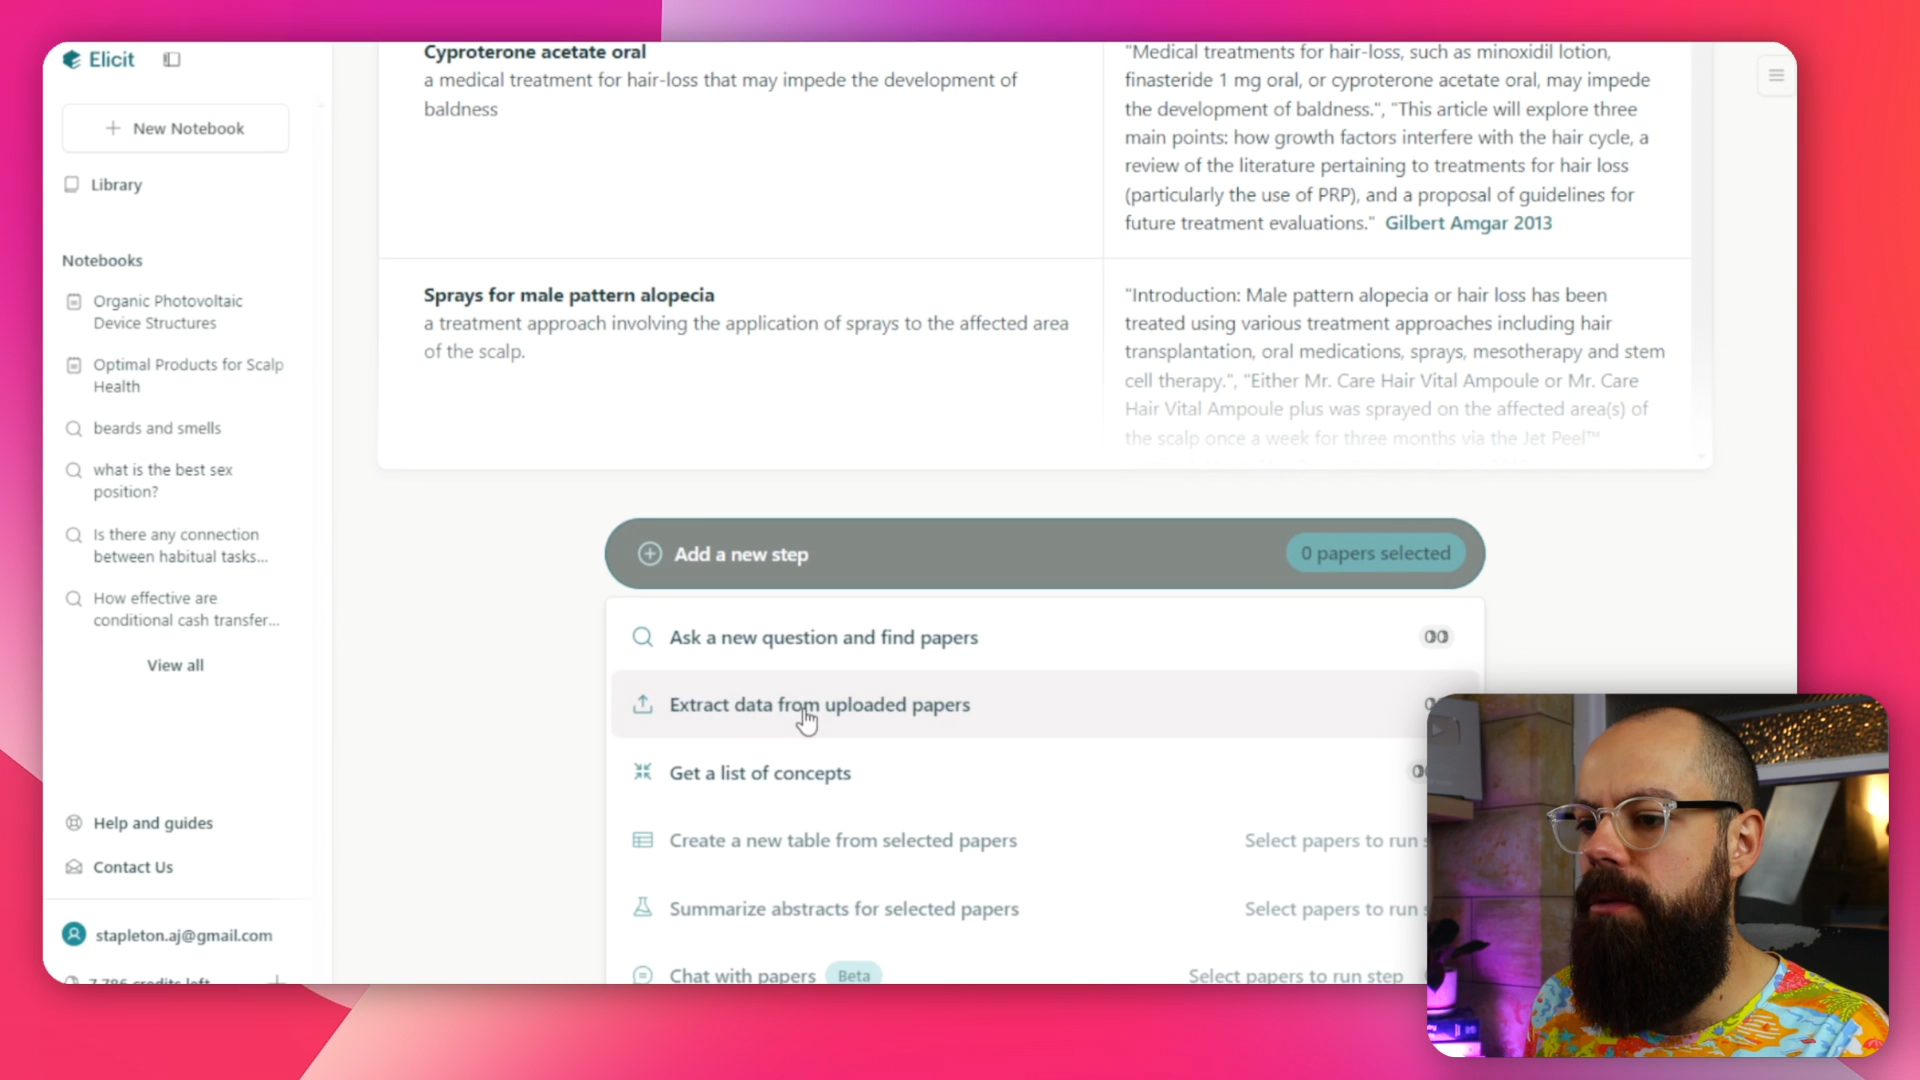 Elicit
New Notebook
Library
Notebooks
Organic Photovoltaic
Device Structures
Optimal Products for Scalp
Health
beards and smells
what is the best sex
position?
Is there any connection
between habitual tasks...
How effective are
conditional cash transfer...
View all
Help and guides
Contact Us
stapleton.aj@gmail.com
7,786 credits left
Cyproterone acetate oral
a medical treatment for hair-loss that may impede the development of
baldness
"Medical treatments for hair-loss, such as minoxidil lotion,
finasteride 1 mg oral, or cyproterone acetate oral, may impede
the development of baldness.", "This article will explore three
main points: how growth factors interfere with the hair cycle, a
review of the literature pertaining to treatments for hair loss
(particularly the use of PRP), and a proposal of guidelines for
future treatment evaluations." Gilbert Amgar 2013
Sprays for male pattern alopecia
a treatment approach involving the application of sprays to the affected area
of the scalp.
"Introduction: Male pattern alopecia or hair loss has been
treated using various treatment approaches including hair
transplantation, oral medications, sprays, mesotherapy and stem
cell therapy.", "Either Mr. Care Hair Vital Ampoule or Mr. Care
Hair Vital Ampoule plus was sprayed on the affected area(s) of
the scalp once a week for three months via the Jet Peel™
Add a new step
0 papers selected
Ask a new question and find papers
Extract data from uploaded papers
Get a list of concepts
Create a new table from selected papers
Select papers to run s
Summarize abstracts for selected papers
Select papers to run s
Chat with papers Beta
Select papers to run step